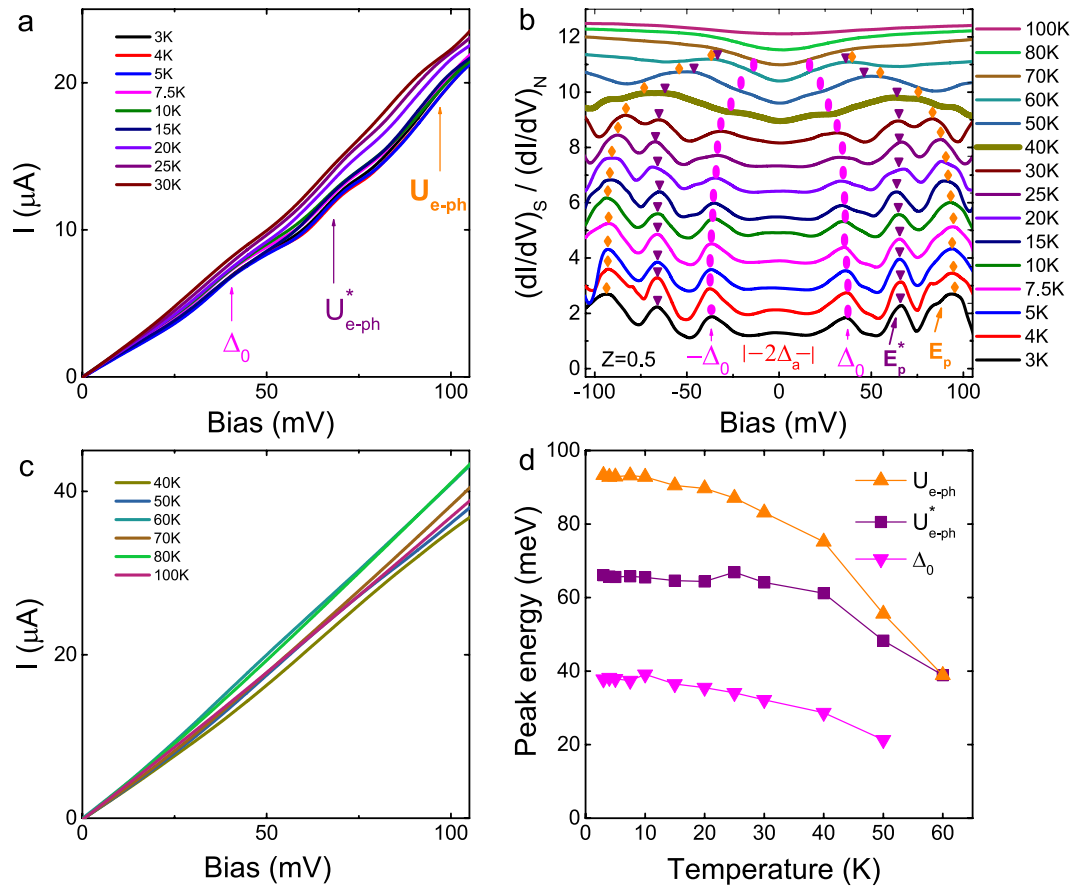 a
3K
4K
5K
7.5K
10K
15K
20K
25K
30K
U e-ph
U* e-ph
Δ0
0
10
20
I (μA)
0
50
100
Bias (mV)
b
100K
80K
70K
60K
50K
40K
30K
25K
20K
15K
10K
7.5K
5K
4K
3K
12
10
8
6
4
2
0
(dI/dV)S / (dI/dV)N
Z=0.5
-Δ0
|−2Δa-|
Δ0
E*p
Ep
-100
-50
0
50
100
Bias (mV)
c
40K
50K
60K
70K
80K
100K
40
20
0
I (μA)
0
50
100
Bias (mV)
d
U e-ph
U* e-ph
Δ0
100
80
60
40
20
0
Peak energy (meV)
0
10
20
30
40
50
60
Temperature (K)